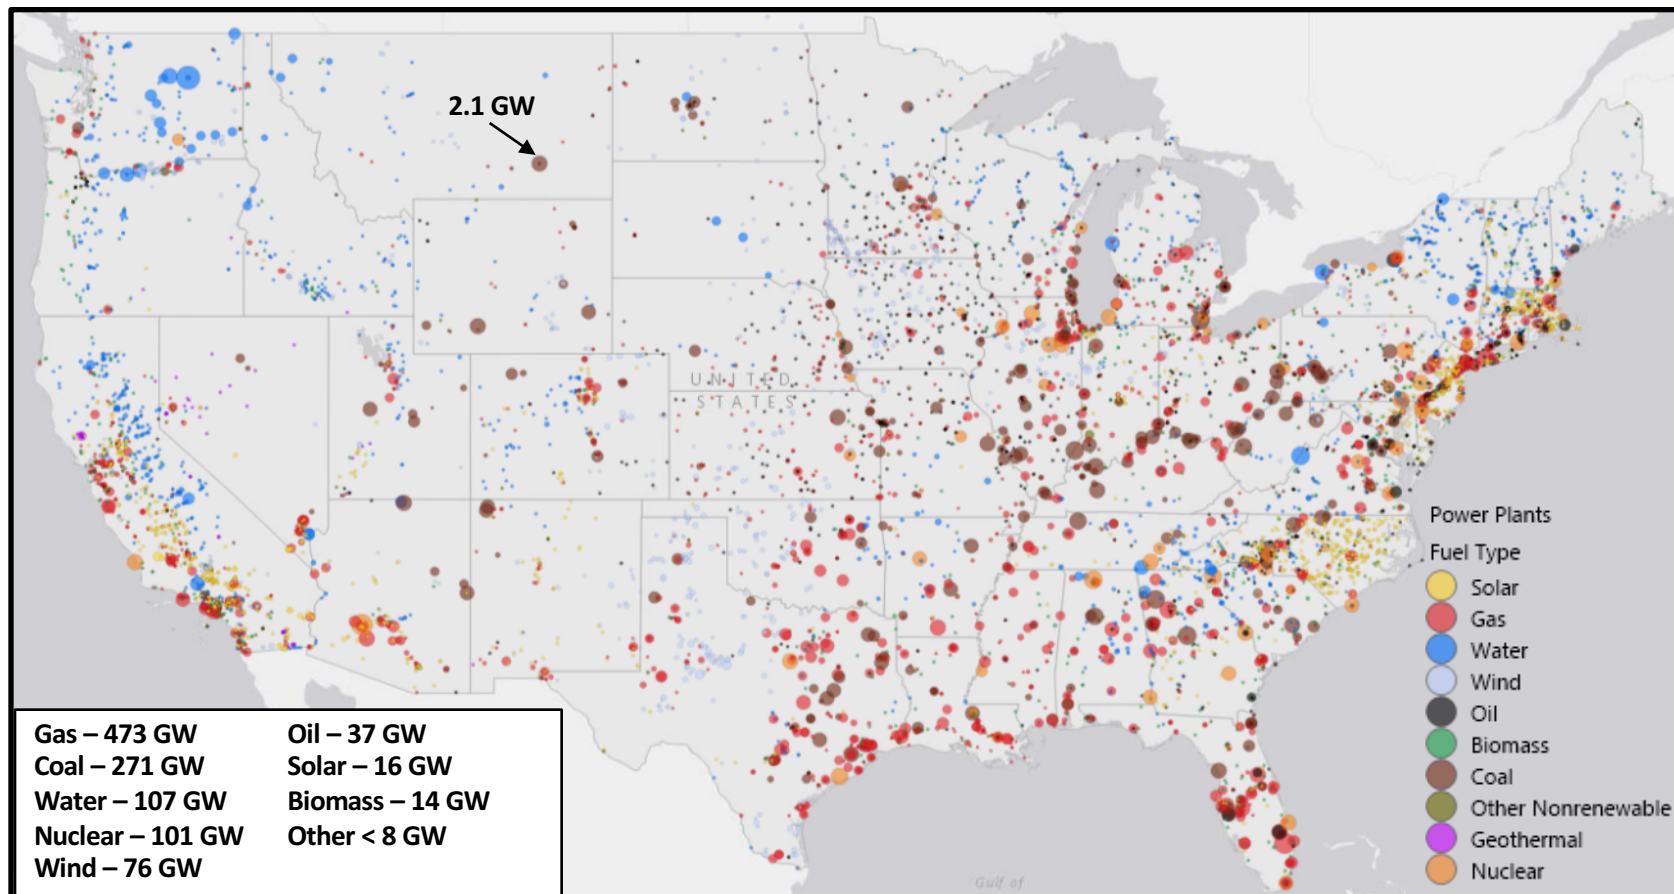 2.1 GW
UNITED
STATES
Power Plants
Fuel Type
Solar
Gas
Water
Wind
Oil
Biomass
Coal
Other Nonrenewable
Geothermal
Nuclear
Gas – 473 GW
Coal – 271 GW
Water – 107 GW
Nuclear – 101 GW
Wind – 76 GW
Oil – 37 GW
Solar – 16 GW
Biomass – 14 GW
Other < 8 GW
Gulf of